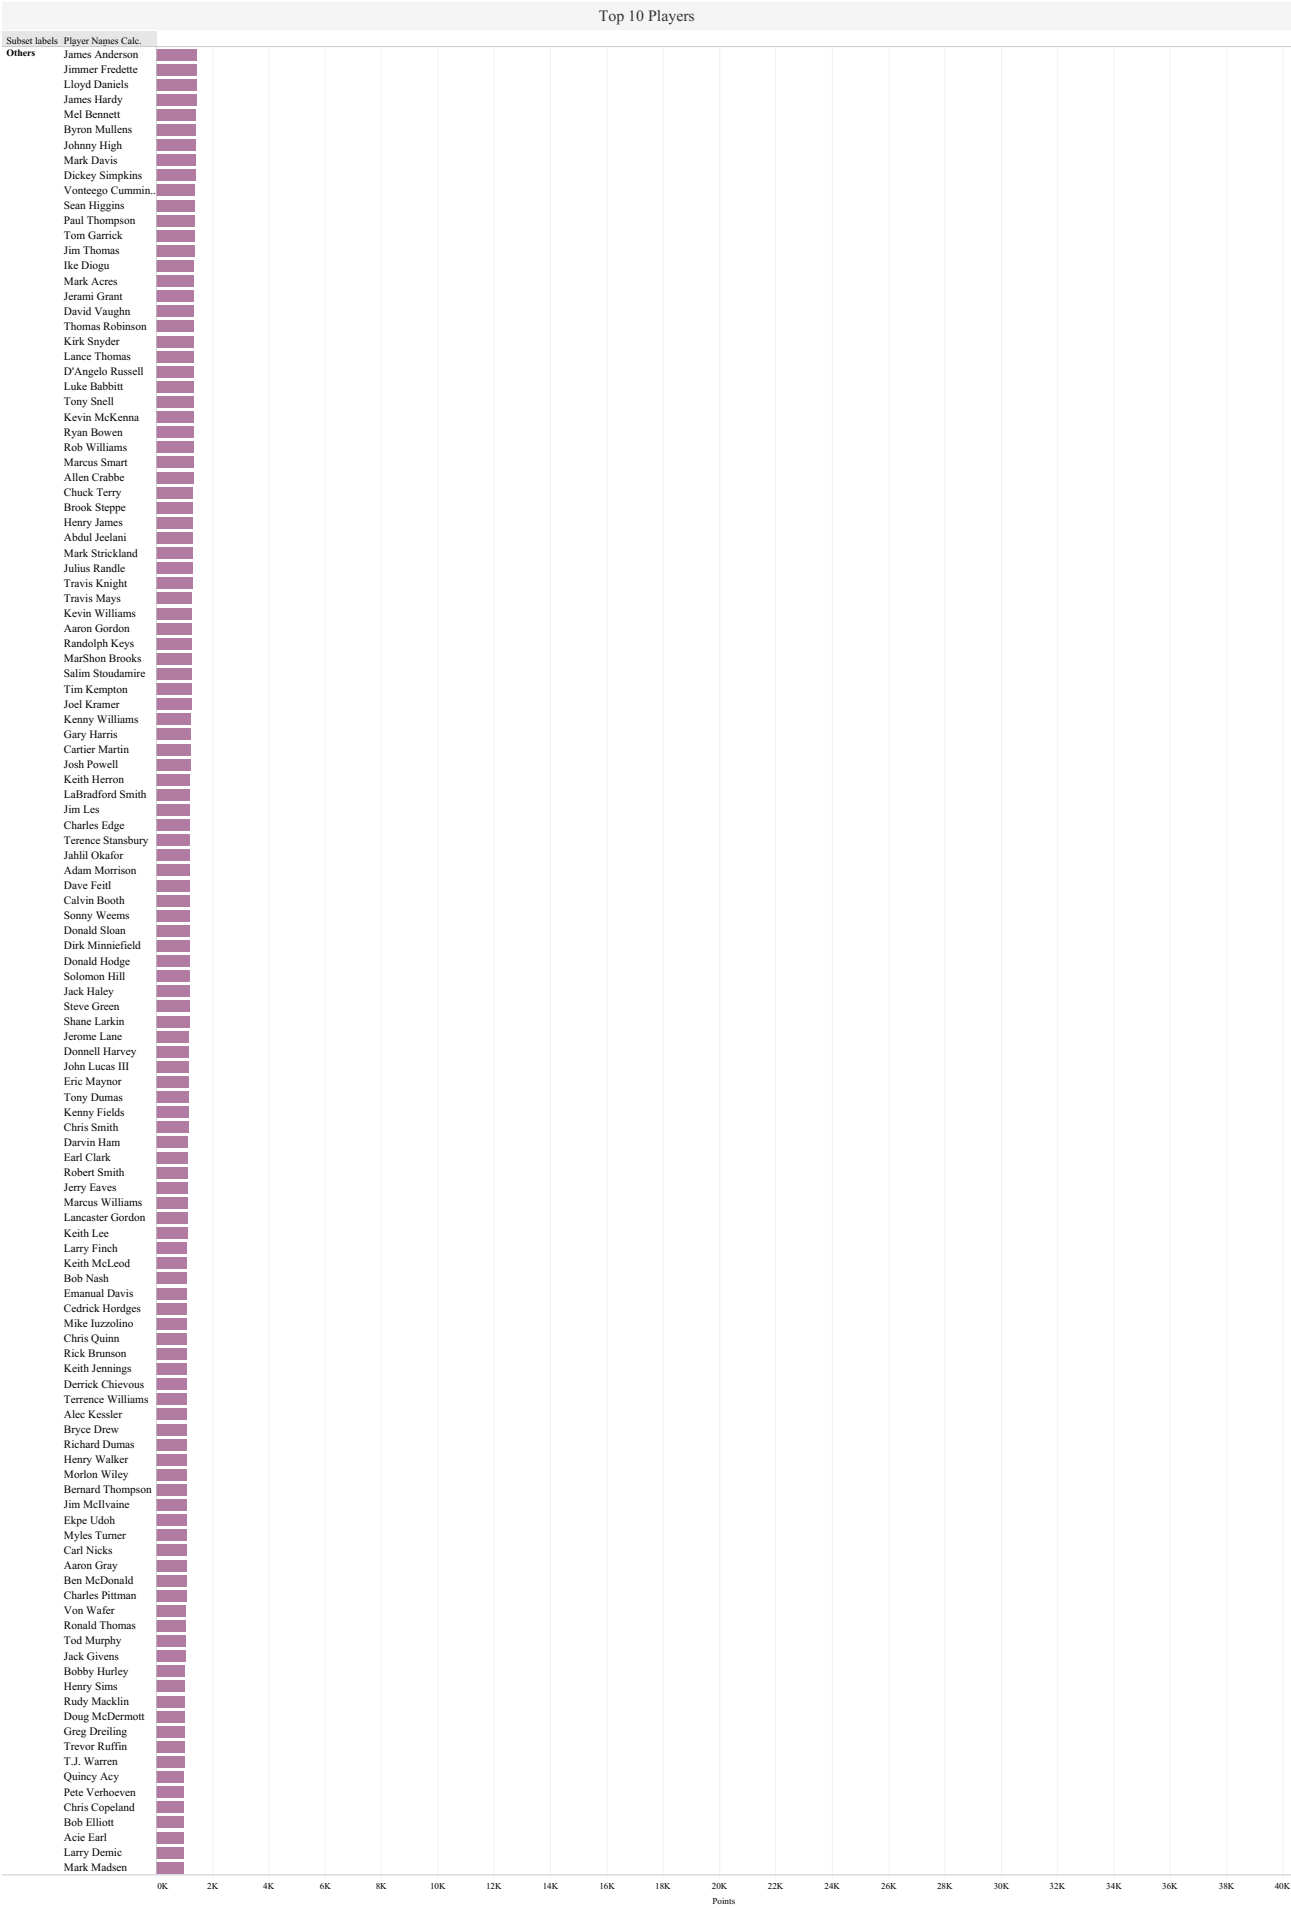 Top 10 Players
Subset labels Player Names Calc.
Others James Anderson
Jimmer Fredette
Lloyd Daniels
James Hardy
Mel Bennett
Byron Mullens
Johnny High
Mark Davis
Dickey Simpkins
Vonteego Cummin..
Sean Higgins
Paul Thompson
Tom Garrick
Jim Thomas
Ike Diogu
Mark Acres
Jerami Grant
David Vaughn
Thomas Robinson
Kirk Snyder
Lance Thomas
D'Angelo Russell
Luke Babbitt
Tony Snell
Kevin McKenna
Ryan Bowen
Rob Williams
Marcus Smart
Allen Crabbe
Chuck Terry
Brook Steppe
Henry James
Abdul Jeelani
Mark Strickland
Julius Randle
Travis Knight
Travis Mays
Kevin Williams
Aaron Gordon
Randolph Keys
MarShon Brooks
Salim Stoudamire
Tim Kempton
Joel Kramer
Kenny Williams
Gary Harris
Cartier Martin
Josh Powell
Keith Herron
LaBradford Smith
Jim Les
Charles Edge
Terence Stansbury
Jahlil Okafor
Adam Morrison
Dave Feitl
Calvin Booth
Sonny Weems
Donald Sloan
Dirk Minniefield
Donald Hodge
Solomon Hill
Jack Haley
Steve Green
Shane Larkin
Jerome Lane
Donnell Harvey
John Lucas III
Eric Maynor
Tony Dumas
Kenny Fields
Chris Smith
Darvin Ham
Earl Clark
Robert Smith
Jerry Eaves
Marcus Williams
Lancaster Gordon
Keith Lee
Larry Finch
Keith McLeod
Bob Nash
Emanual Davis
Cedrick Hordges
Mike Iuzzolino
Chris Quinn
Rick Brunson
Keith Jennings
Derrick Chievous
Terrence Williams
Alec Kessler
Bryce Drew
Richard Dumas
Henry Walker
Morlon Wiley
Bernard Thompson
Jim McIlvaine
Ekpe Udoh
Myles Turner
Carl Nicks
Aaron Gray
Ben McDonald
Charles Pittman
Von Wafer
Ronald Thomas
Tod Murphy
Jack Givens
Bobby Hurley
Henry Sims
Rudy Macklin
Doug McDermott
Greg Dreiling
Trevor Ruffin
T.J. Warren
Quincy Acy
Pete Verhoeven
Chris Copeland
Bob Elliott
Acie Earl
Larry Demic
Mark Madsen
0K 2K 4K 6K 8K 10K 12K 14K 16K 18K 20K 22K 24K 26K 28K 30K 32K 34K 36K 38K 40K
Points